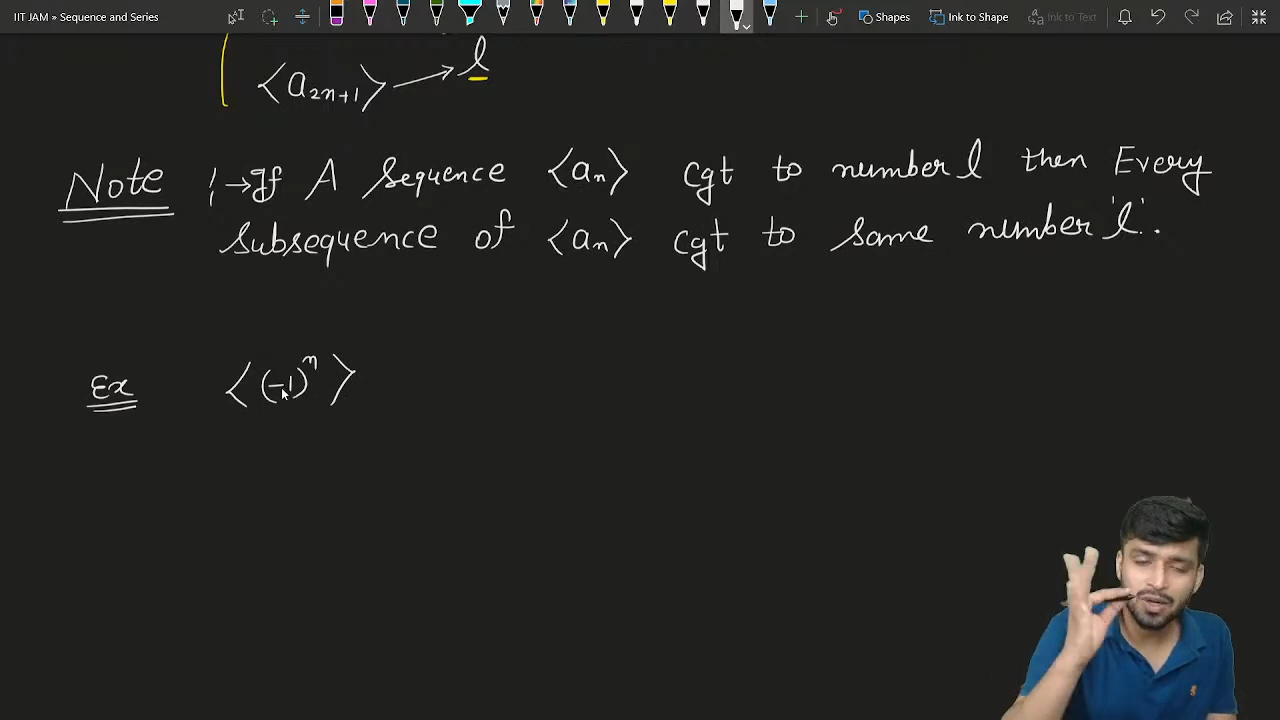 IIT JAM » Sequence and Series
Shapes
Ink to Shape
Ink to Text
⟨a₂ₙ₊₁⟩ → l
Note 1 → If A sequence ⟨aₙ⟩ cgt to number l then Every
subsequence of ⟨aₙ⟩ cgt to same number 'l'.
Ex ⟨(-1)ⁿ⟩